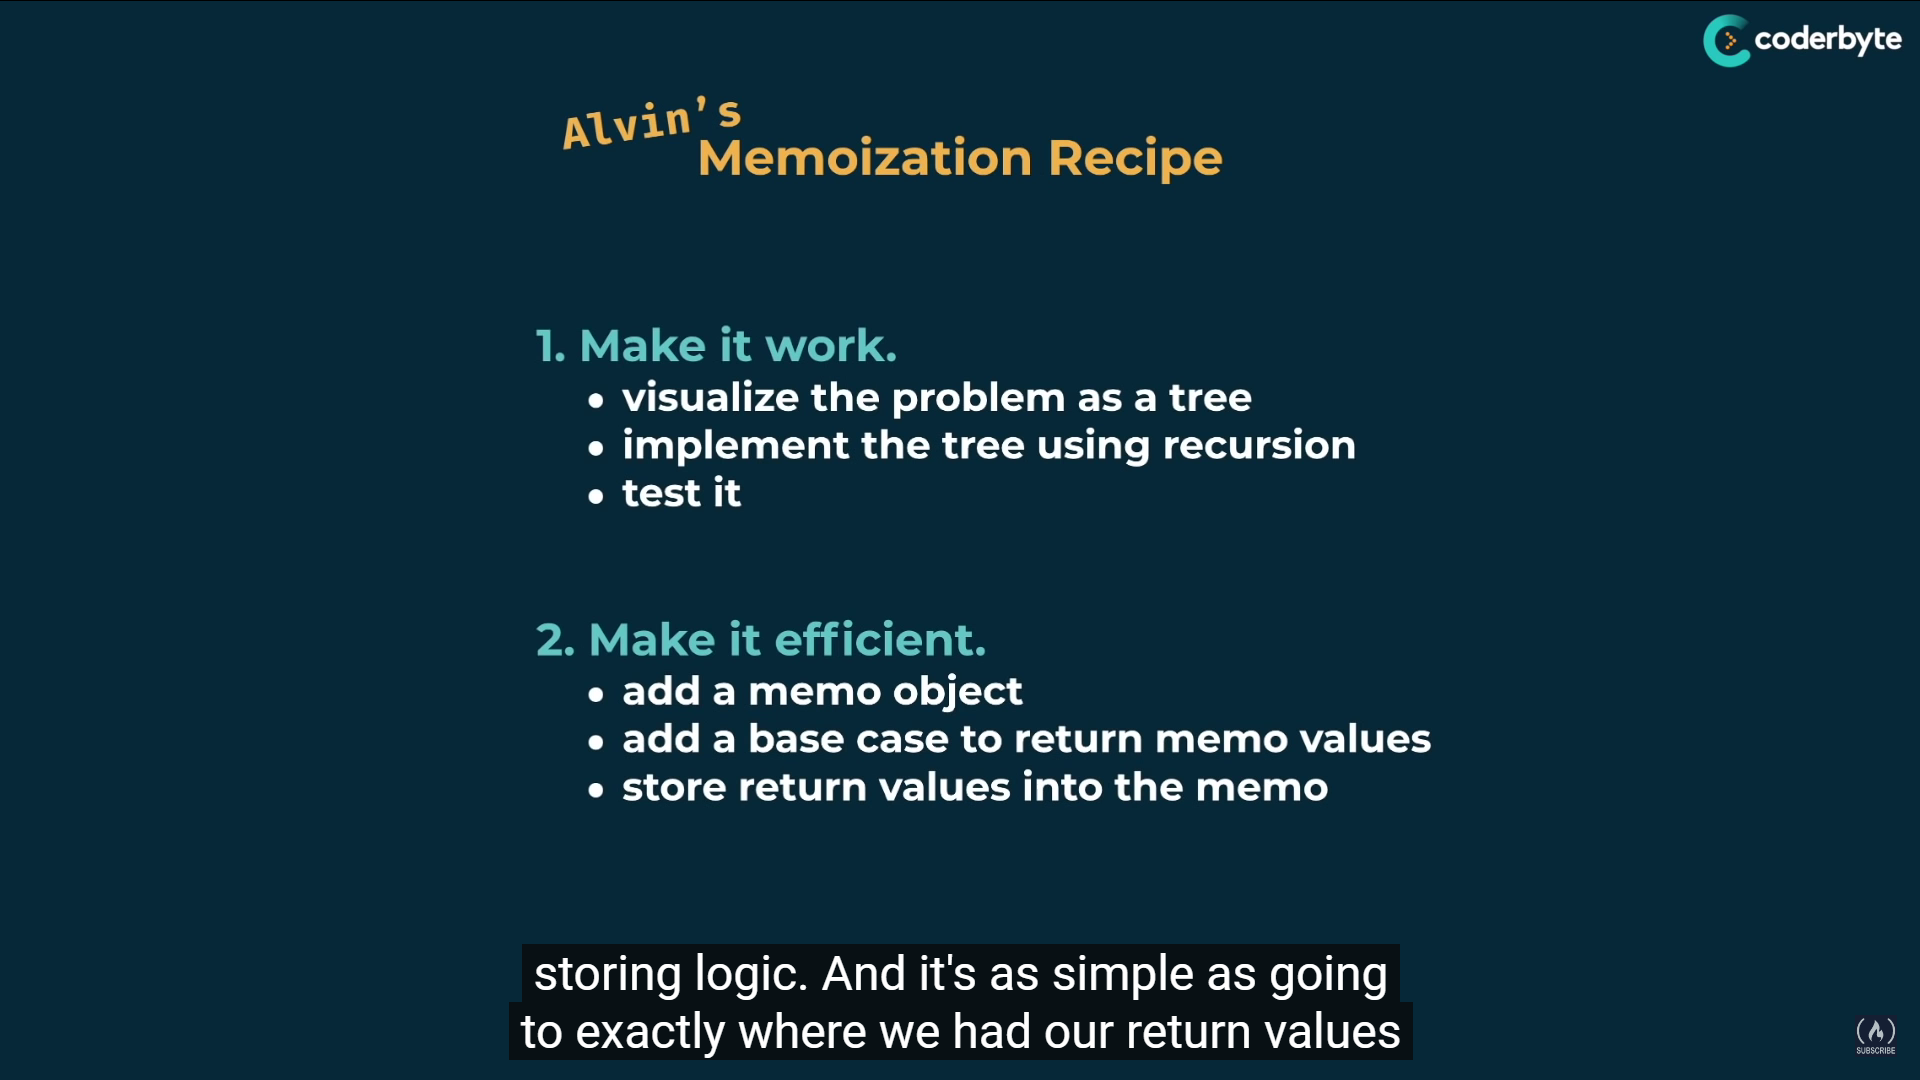 coderbyte
Alvin's
Memoization Recipe
1. Make it work.
• visualize the problem as a tree
• implement the tree using recursion
• test it
2. Make it efficient.
• add a memo object
• add a base case to return memo values
• store return values into the memo
storing logic. And it's as simple as going
to exactly where we had our return values
SUBSCRIBE